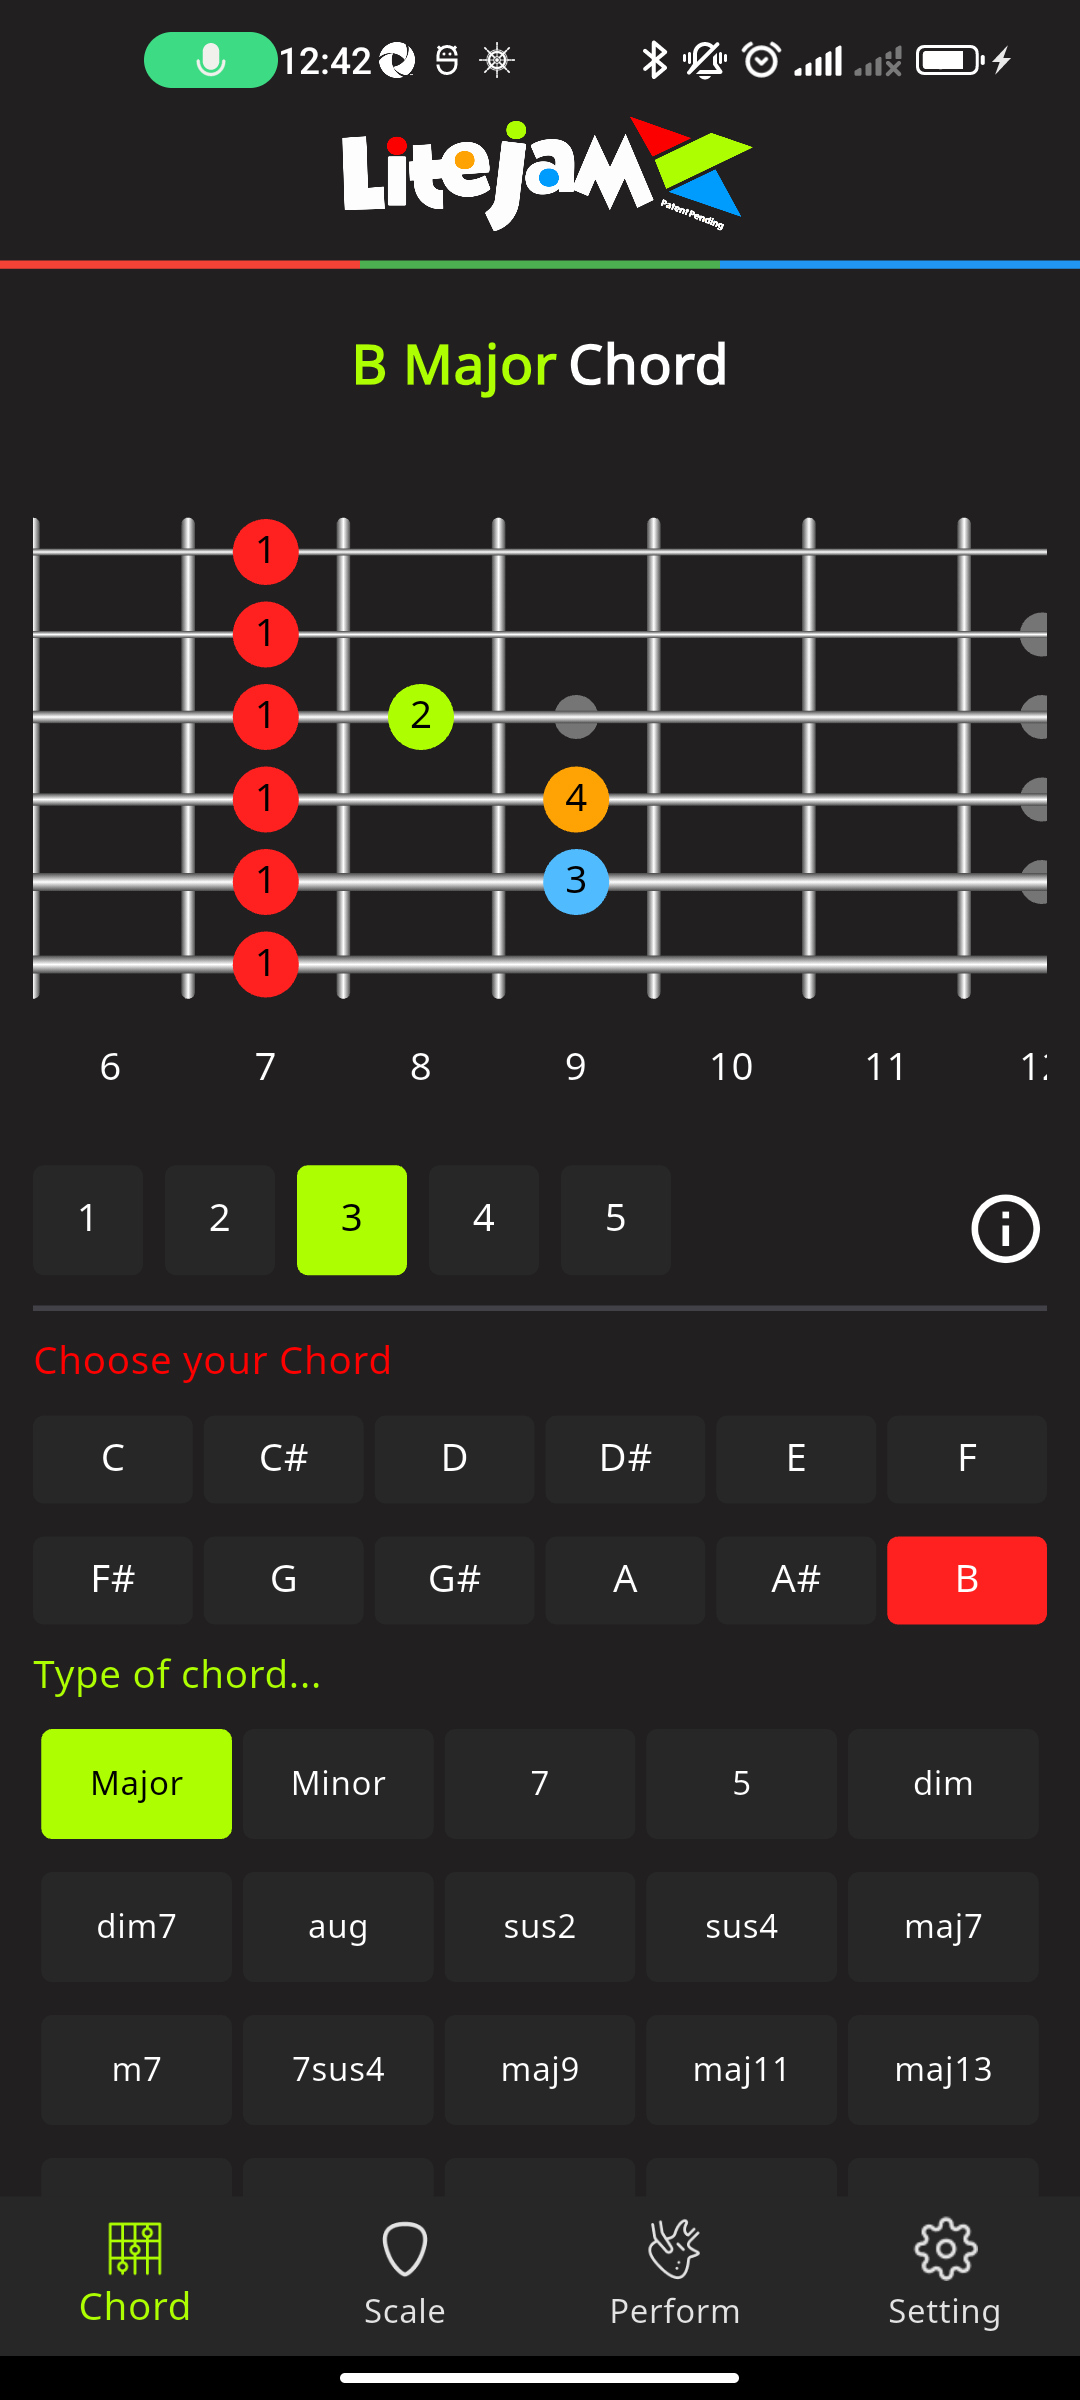 12:42
Litejam
Patent Pending
B Major Chord
1
1
1 2
1 4
1 3
1
6 7 8 9 10 11
1 2 3 4 5
Choose your Chord
C C# D D# E F
F# G G# A A# B
Type of chord...
Major Minor 7 5 dim
dim7 aug sus2 sus4 maj7
m7 7sus4 maj9 maj11 maj13
Chord Scale Perform Setting